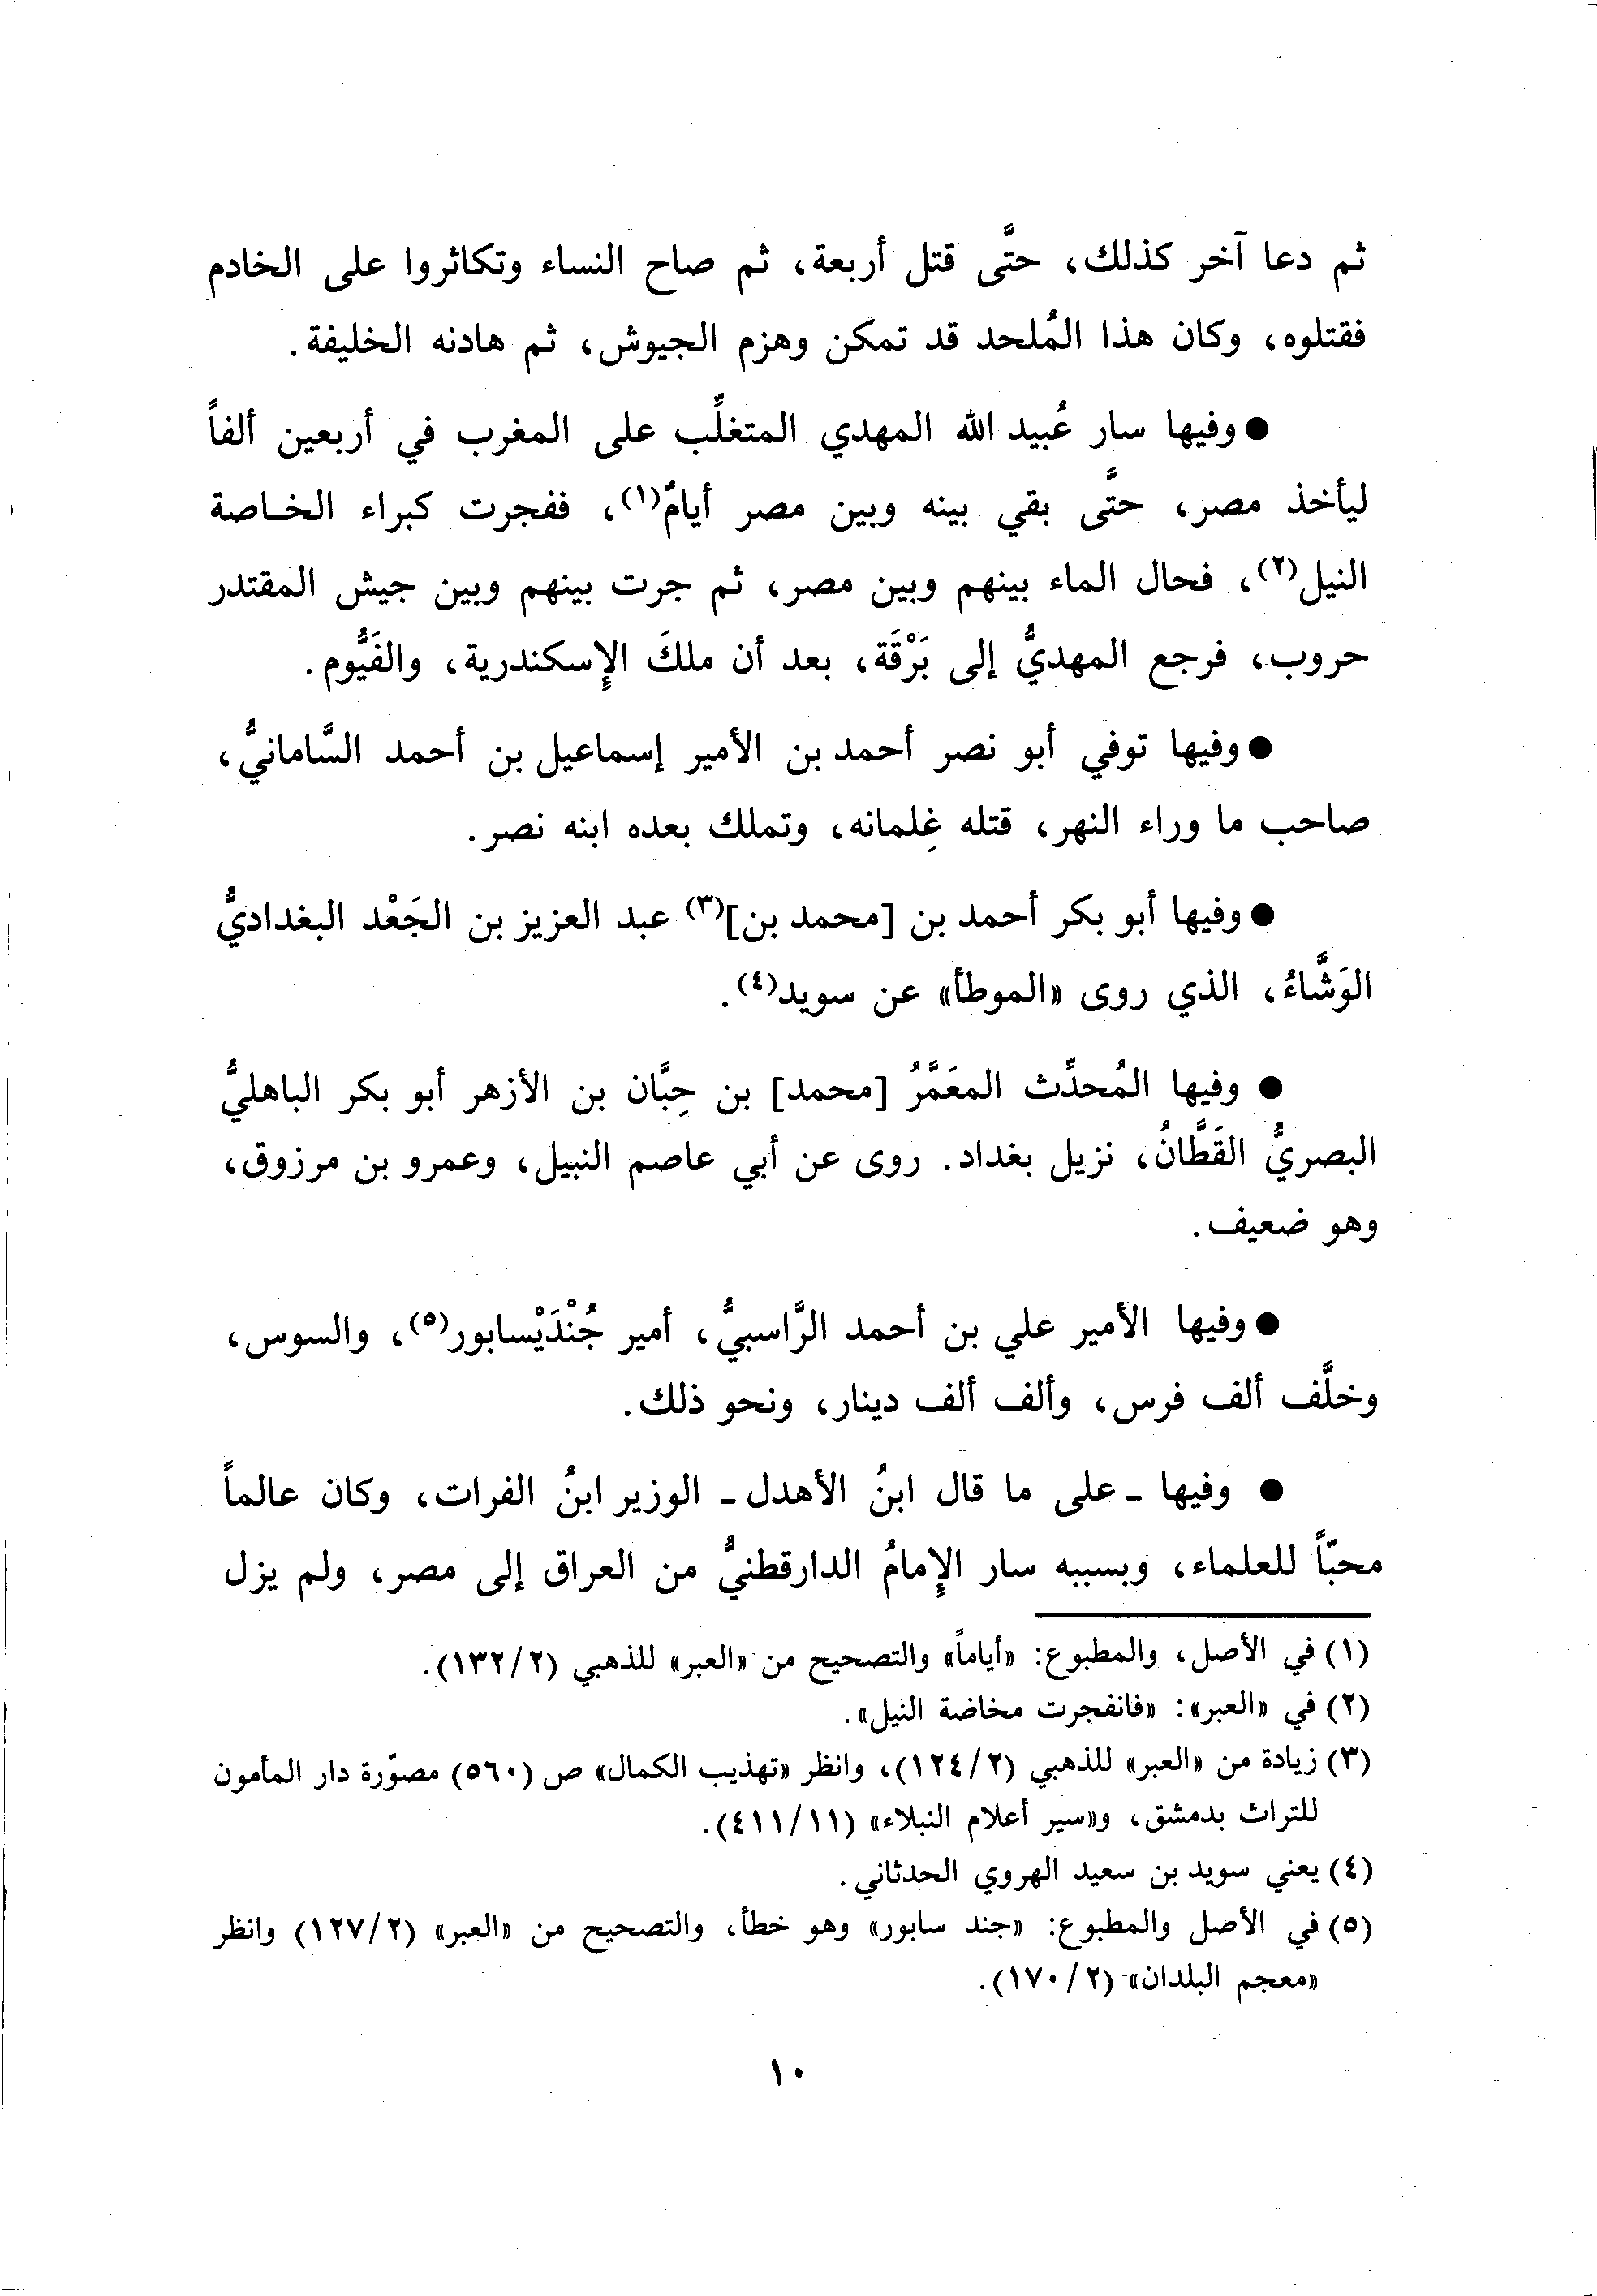 ثم دعا آخر كذلك، حتَّى قتل أربعة، ثم صاح النساء وتكاثروا على الخادم
فقتلوه، وكان هذا المُلحد قد تمكن وهزم الجيوش، ثم هادنه الخليفة.
● وفيها سار عُبيد الله المهدي المتغلِّب على المغرب في أربعين ألفاً
ليأخذ مصر، حتَّى بقي بينه وبين مصر أيامٌ(١)، ففجرت كبراء الخاصة
النيل(٢)، فحال الماء بينهم وبين مصر، ثم جرت بينهم وبين جيش المقتدر
حروب، فرجع المهديُّ إلى بَرْقَة، بعد أن ملكَ الإِسكندرية، والفَيُّوم.
● وفيها توفي أبو نصر أحمد بن الأمير إسماعيل بن أحمد السَّامانيُّ،
صاحب ما وراء النهر، قتله غِلمانه، وتملك بعده ابنه نصر.
● وفيها أبو بكر أحمد بن [محمد بن](٣) عبد العزيز بن الجَعْد البغداديُّ
الوَشَّاءُ، الذي روى «الموطأ» عن سويد(٤).
● وفيها المُحدِّث المعَمَّرُ [محمد] بن حِبَّان بن الأزهر أبو بكر الباهليُّ
البصريُّ القَطَّانُ، نزيل بغداد. روى عن أبي عاصم النبيل، وعمرو بن مرزوق،
وهو ضعيف.
● وفيها الأمير علي بن أحمد الرَّاسبيُّ، أمير جُنْدَيْسابور(٥)، والسوس،
وخلَّف ألف فرس، وألف ألف دينار، ونحو ذلك.
● وفيها ـ على ما قال ابنُ الأهدل ـ الوزير ابنُ الفرات، وكان عالماً
محبّاً للعلماء، وبسببه سار الإِمامُ الدارقطنيُّ من العراق إلى مصر، ولم يزل
(١) في الأصل، والمطبوع: «أياماً» والتصحيح من «العبر» للذهبي (٢/ ١٣٢).
(٢) في «العبر»: «فانفجرت مخاضة النيل».
(٣) زيادة من «العبر» للذهبي (٢/ ١٢٤)، وانظر «تهذيب الكمال» ص (٥٦٠) مصوّرة دار المأمون
للتراث بدمشق، و«سير أعلام النبلاء» (١١/ ٤١١).
(٤) يعني سويد بن سعيد الهروي الحدثاني.
(٥) في الأصل والمطبوع: «جند سابور» وهو خطأ، والتصحيح من «العبر» (٢/ ١٢٧) وانظر
«معجم البلدان» (٢/ ١٧٠).
١٠